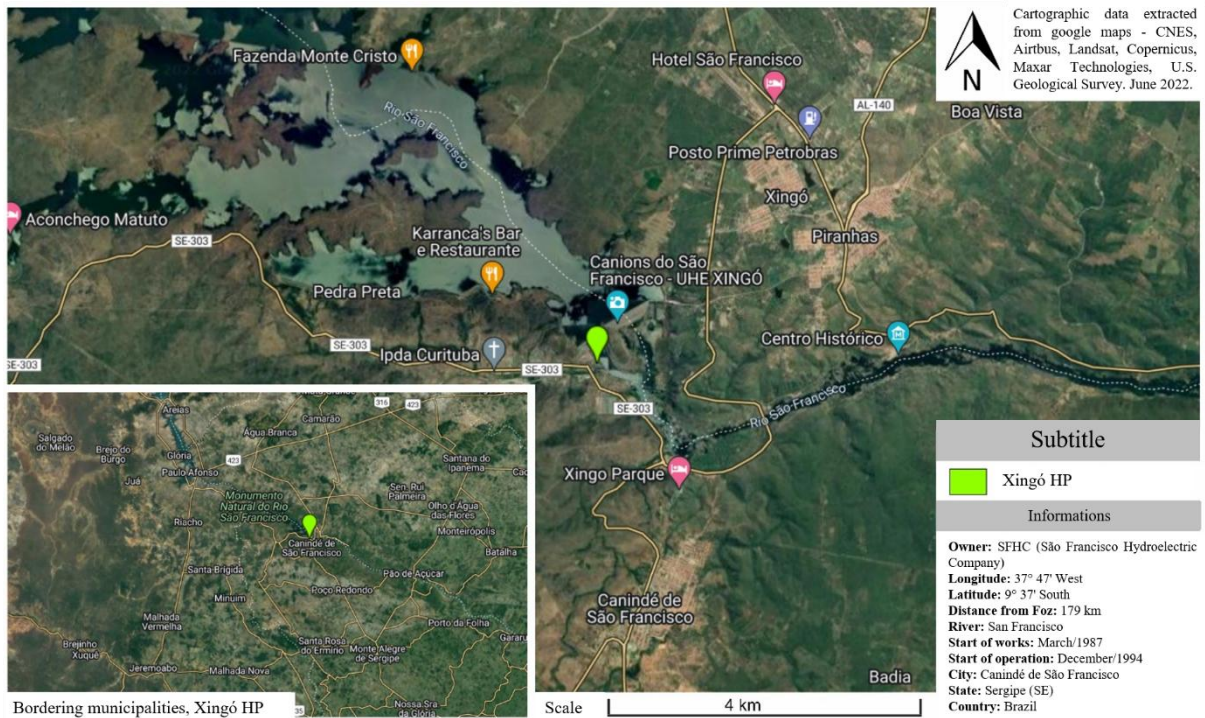 Cartographic data extracted
from google maps - CNES,
Airbus, Landsat, Copernicus,
Maxar Technologies, U.S.
Geological Survey. June 2022.
N
Fazenda Monte Cristo
Rio São Francisco
Hotel São Francisco
AL-140
Boa Vista
Posto Prime Petrobras
Xingó
Piranhas
Aconchego Matuto
SE-303
Karranca's Bar
e Restaurante
Canions do São
Francisco - UHE XINGÓ
Pedra Preta
Centro Histórico
Ipda Curituba
SE-303
SE-303
SE-303
Rio São Francisco
Xingo Parque
Canindé de
São Francisco
Badia
Areias
316
423
Camarão
Água Branca
Salgado
do Melão
Brejo do
Burgo
Glória
423
Paulo Afonso
Santana do
Ipanema
Juá
Sen. Rui
Palmeira
Monumento
Natural do Rio
São Francisco
Olho d'Água
das Flores
Riacho
Monteirópolis
Canindé de
São Francisco
Batalha
Santa Brígida
Pão de Açúcar
Poço Redondo
Minuim
Malhada
Vermelha
Porto da Folha
Brejinho
Xuquê
Santa Rosa
do Ermírio
Monte Alegre
de Sergipe
Gararu
Jeremoabo
Malhada Nova
Nossa Sra
da Glória
Bordering municipalities, Xingó HP
Scale
4 km
Subtitle
Xingó HP
Informations
Owner: SFHC (São Francisco Hydroelectric
Company)
Longitude: 37° 47' West
Latitude: 9° 37' South
Distance from Foz: 179 km
River: San Francisco
Start of works: March/1987
Start of operation: December/1994
City: Canindé de São Francisco
State: Sergipe (SE)
Country: Brazil